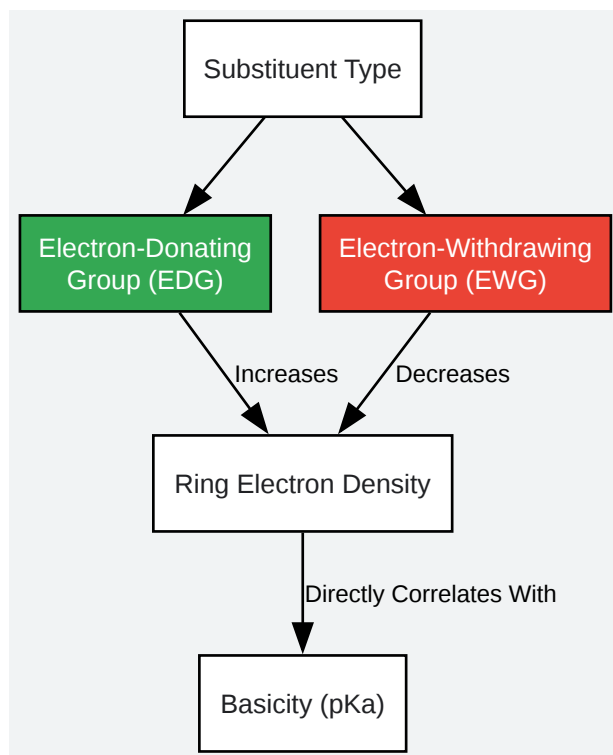 Substituent Type
Electron-Donating
Group (EDG)
Electron-Withdrawing
Group (EWG)
Increases
Decreases
Ring Electron Density
Directly Correlates With
Basicity (pKa)